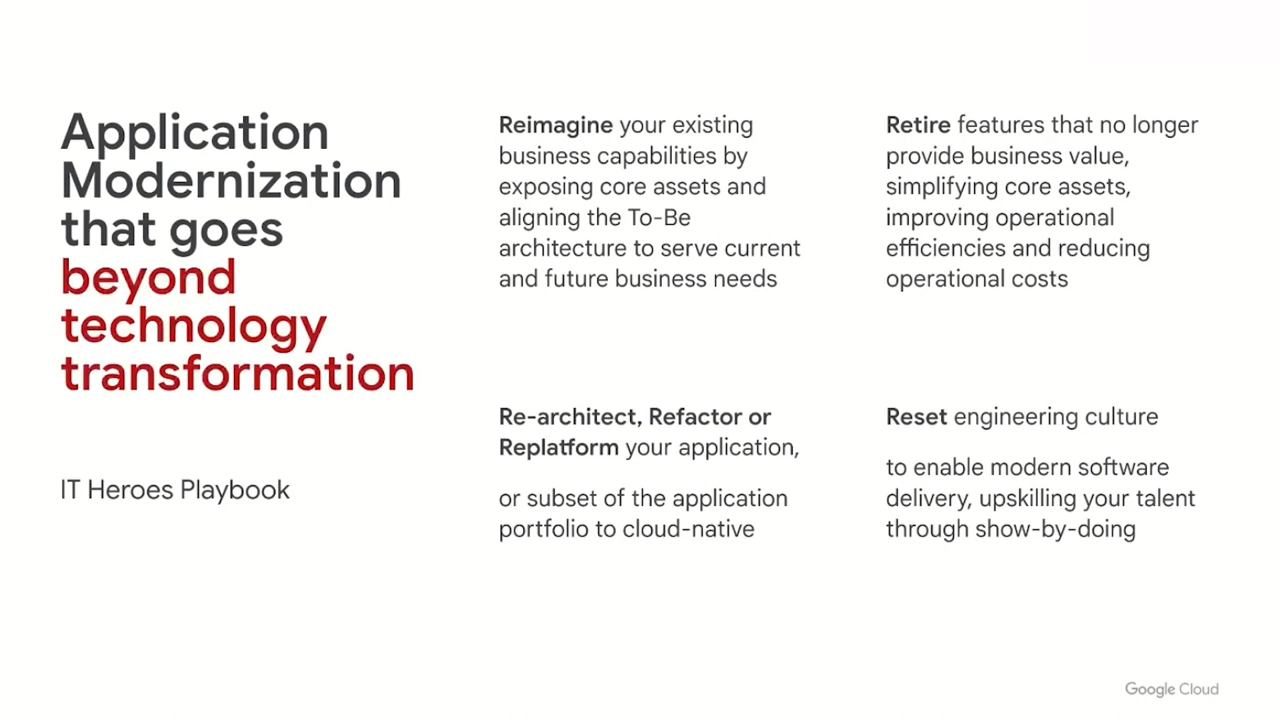 Application
Modernization
that goes
beyond
technology
transformation
IT Heroes Playbook
Reimagine your existing
business capabilities by
exposing core assets and
aligning the To-Be
architecture to serve current
and future business needs
Retire features that no longer
provide business value,
simplifying core assets,
improving operational
efficiencies and reducing
operational costs
Re-architect, Refactor or
Replatform your application,
or subset of the application
portfolio to cloud-native
Reset engineering culture
to enable modern software
delivery, upskilling your talent
through show-by-doing
Google Cloud